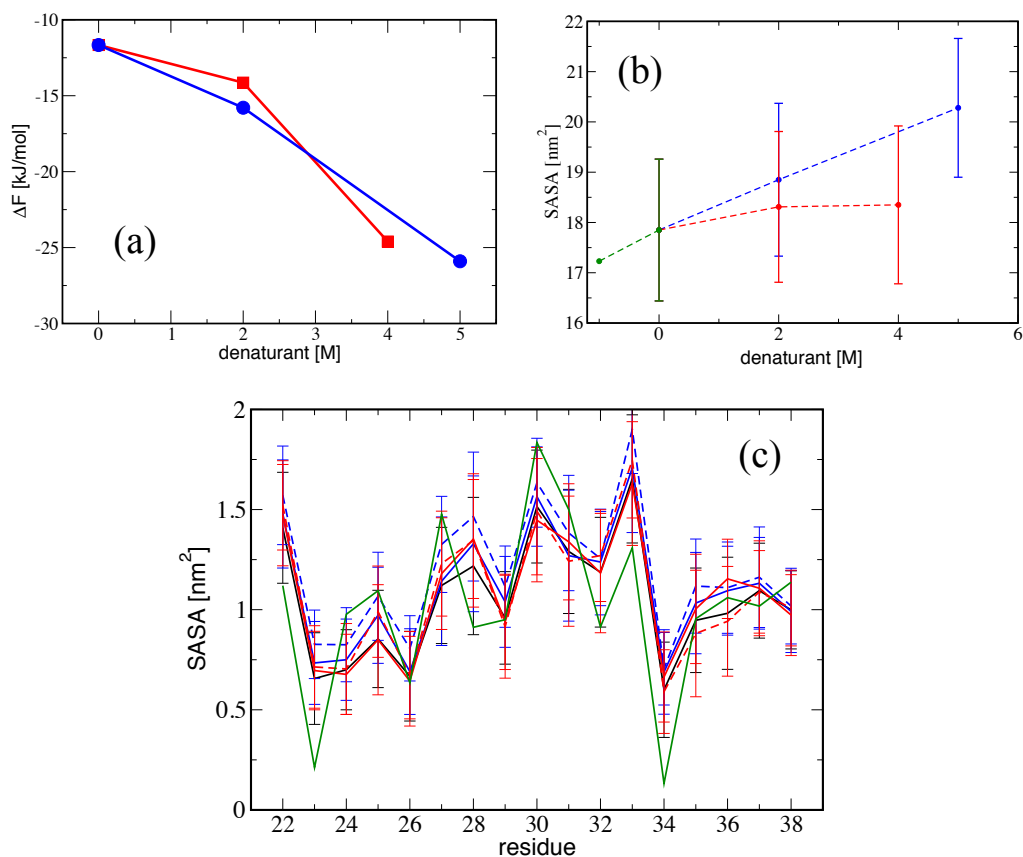 -10
-15
-20
-25
-30
ΔF [kJ/mol]
(a)
0 1 2 3 4 5
denaturant [M]
22
21
20
19
18
17
16
SASA [nm²]
(b)
0 2 4 6
denaturant [M]
2
1.5
1
0.5
0
SASA [nm²]
(c)
22 24 26 28 30 32 34 36 38
residue